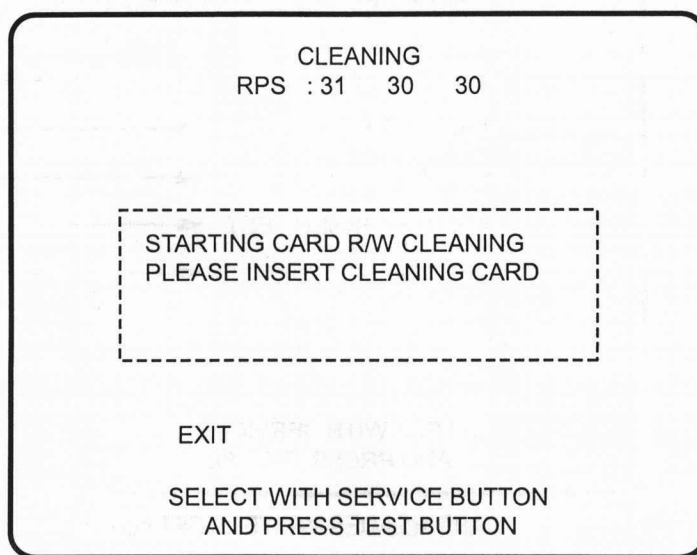 CLEANING
RPS : 31 30 30
STARTING CARD R/W CLEANING
PLEASE INSERT CLEANING CARD
EXIT
SELECT WITH SERVICE BUTTON
AND PRESS TEST BUTTON